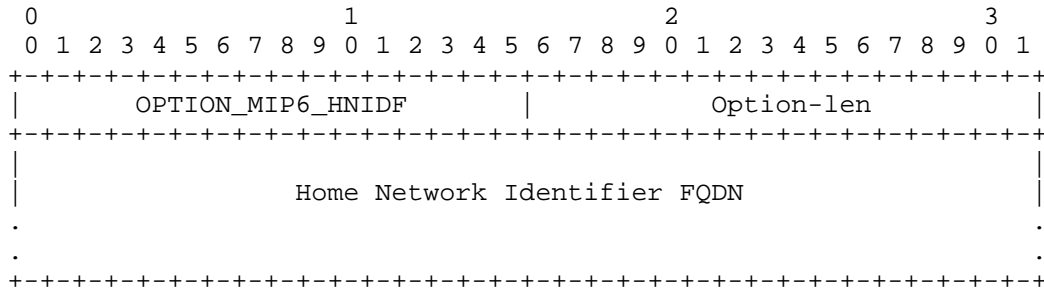 0                   1                   2                   3
 0 1 2 3 4 5 6 7 8 9 0 1 2 3 4 5 6 7 8 9 0 1 2 3 4 5 6 7 8 9 0 1
+-+-+-+-+-+-+-+-+-+-+-+-+-+-+-+-+-+-+-+-+-+-+-+-+-+-+-+-+-+-+-+-+
|       OPTION_MIP6_HNIDF       |           Option-len          |
+-+-+-+-+-+-+-+-+-+-+-+-+-+-+-+-+-+-+-+-+-+-+-+-+-+-+-+-+-+-+-+-+
|                                                               |
|                 Home Network Identifier FQDN                  |
.                                                               .
.                                                               .
+-+-+-+-+-+-+-+-+-+-+-+-+-+-+-+-+-+-+-+-+-+-+-+-+-+-+-+-+-+-+-+-+